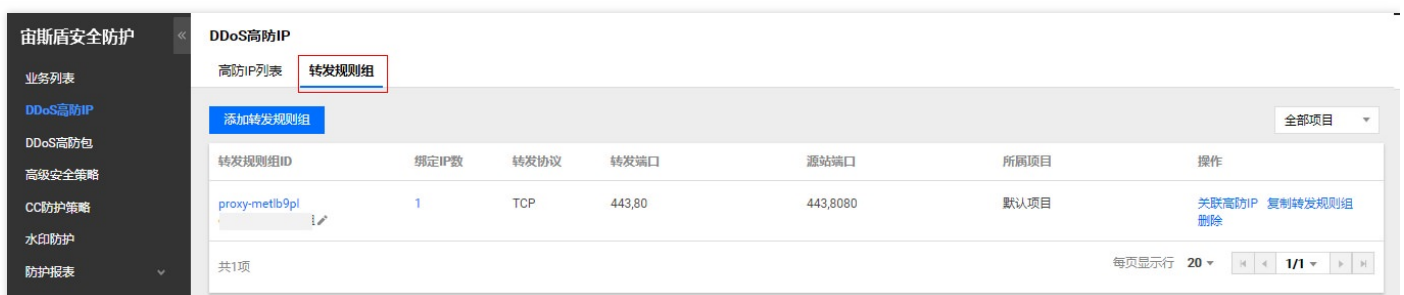 宙斯盾安全防护
业务列表
DDoS高防IP
DDoS高防包
高级安全策略
CC防护策略
水印防护
防护报表
DDoS高防IP
高防IP列表 转发规则组
添加转发规则组 全部项目
转发规则组ID 绑定IP数 转发协议 转发端口 源站端口 所属项目 操作
proxy-metlb9pl 1 TCP 443,80 443,8080 默认项目 关联高防IP 复制转发规则组
删除
共1项 每页显示行 20 1/1